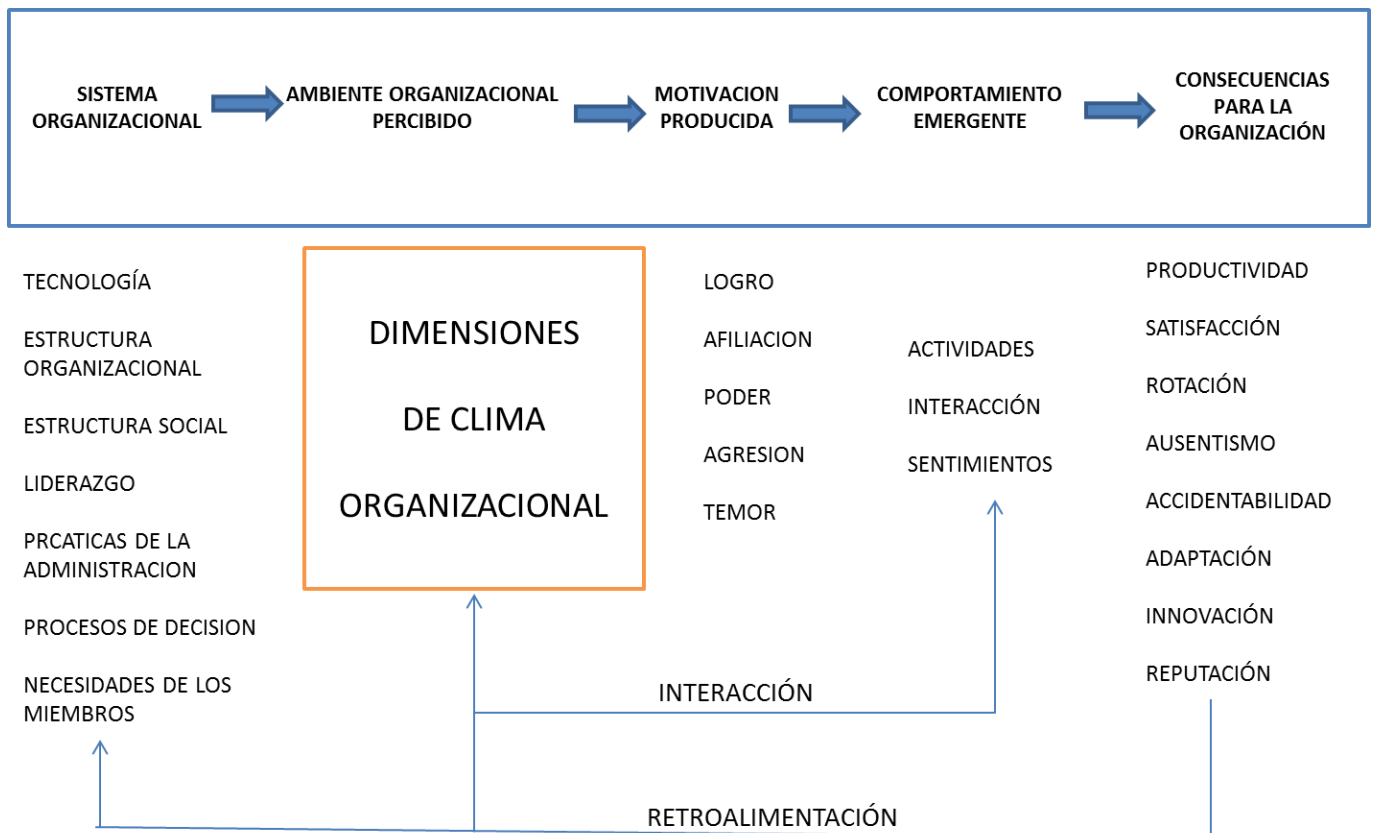 SISTEMA
ORGANIZACIONAL
AMBIENTE ORGANIZACIONAL
PERCIBIDO
MOTIVACION
PRODUCIDA
COMPORTAMIENTO
EMERGENTE
CONSECUENCIAS
PARA LA
ORGANIZACIÓN
TECNOLOGÍA
ESTRUCTURA
ORGANIZACIONAL
ESTRUCTURA SOCIAL
LIDERAZGO
PRCATICAS DE LA
ADMINISTRACION
PROCESOS DE DECISION
NECESIDADES DE LOS
MIEMBROS
DIMENSIONES
DE CLIMA
ORGANIZACIONAL
LOGRO
AFILIACION
PODER
AGRESION
TEMOR
ACTIVIDADES
INTERACCIÓN
SENTIMIENTOS
PRODUCTIVIDAD
SATISFACCIÓN
ROTACIÓN
AUSENTISMO
ACCIDENTABILIDAD
ADAPTACIÓN
INNOVACIÓN
REPUTACIÓN
INTERACCIÓN
RETROALIMENTACIÓN